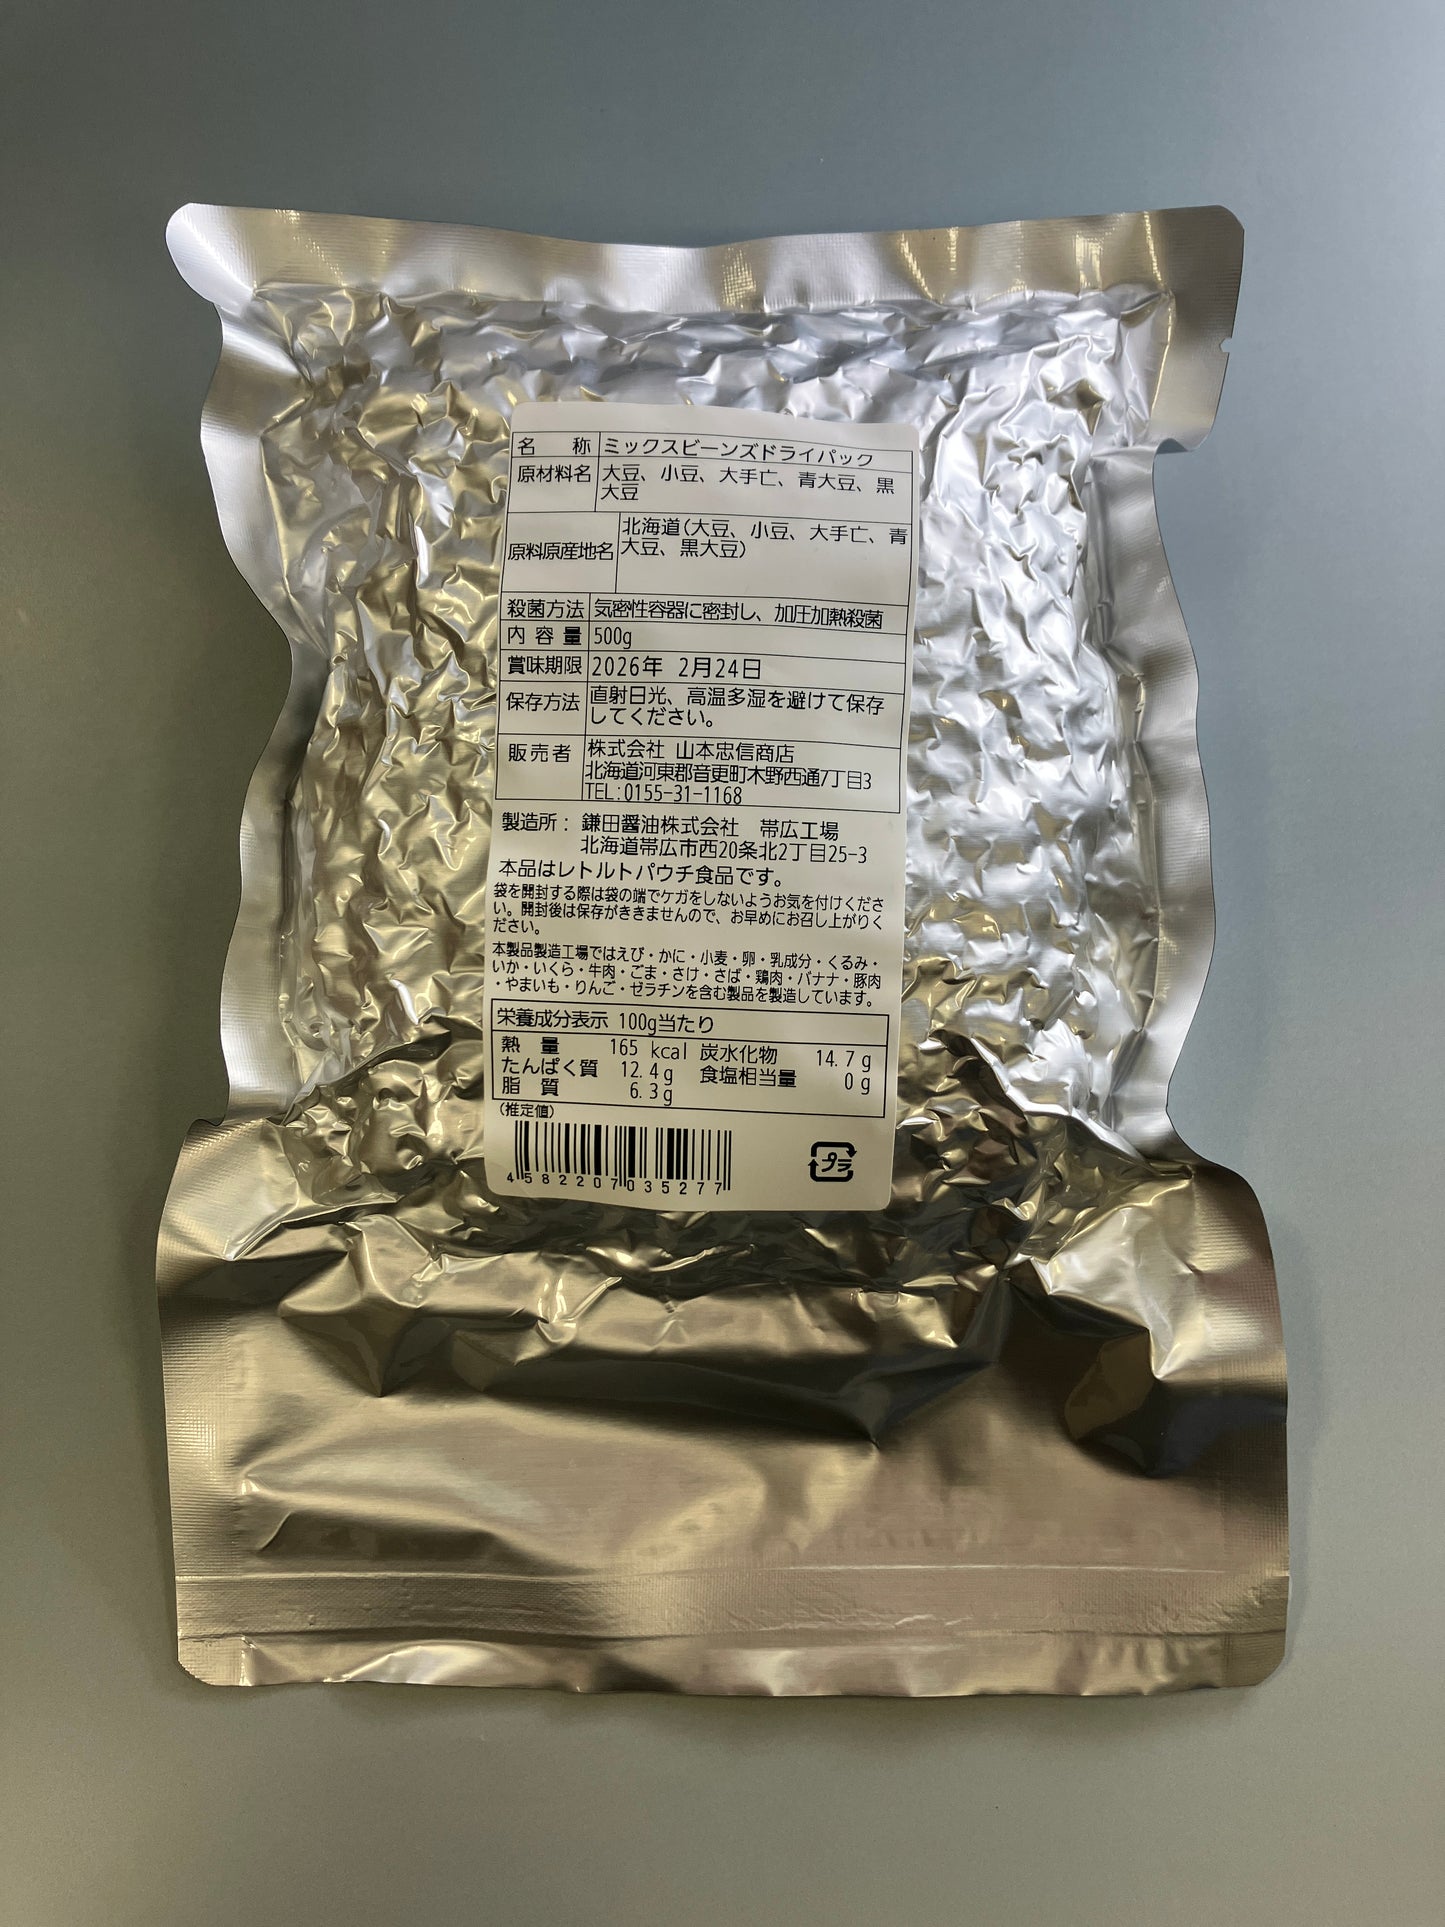 名 称 ミックスビーンズドライパック
原材料名 大豆、小豆、大手亡、青大豆、黒
大豆
原料原産地名 北海道(大豆、小豆、大手亡、青
大豆、黒大豆)
殺菌方法 気密性容器に密封し、加圧加熱殺菌
内容量 500g
賞味期限 2026年 2月24日
保存方法 直射日光、高温多湿を避けて保存
してください。
販売者 株式会社 山本忠信商店
北海道河東郡音更町木野西通7丁目3
TEL:0155-31-1168
製造所: 鎌田醤油株式会社 帯広工場
北海道帯広市西20条北2丁目25-3
本品はレトルトパウチ食品です。
袋を開封する際は袋の端でケガをしないようお気を付けくださ
い。開封後は保存がききませんので、お早めにお召し上がりく
ださい。
本製品製造工場ではえび・かに・小麦・卵・乳成分・くるみ・
いか・いくら・牛肉・ごま・さけ・さば・鶏肉・バナナ・豚肉
・やまいも・りんご・ゼラチンを含む製品を製造しています。
栄養成分表示 100g当たり
熱 量 165 kcal 炭水化物 14.7g
たんぱく質 12.4g 食塩相当量 0g
脂 質 6.3g
(推定値)
4582207035277
プラ